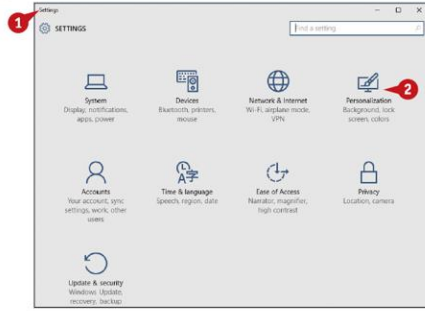 1
Settings
SETTINGS
Find a setting
System
Display, notifications,
apps, power
Devices
Bluetooth, printers,
mouse
Network & Internet
Wi-Fi, airplane mode,
VPN
Personalization
Background, lock
screen, colors
2
Accounts
Your account, sync
settings, work, other
users
Time & language
Speech, region, date
Ease of Access
Narrator, magnifier,
high contrast
Privacy
Location, camera
Update & security
Windows Update,
recovery, backup